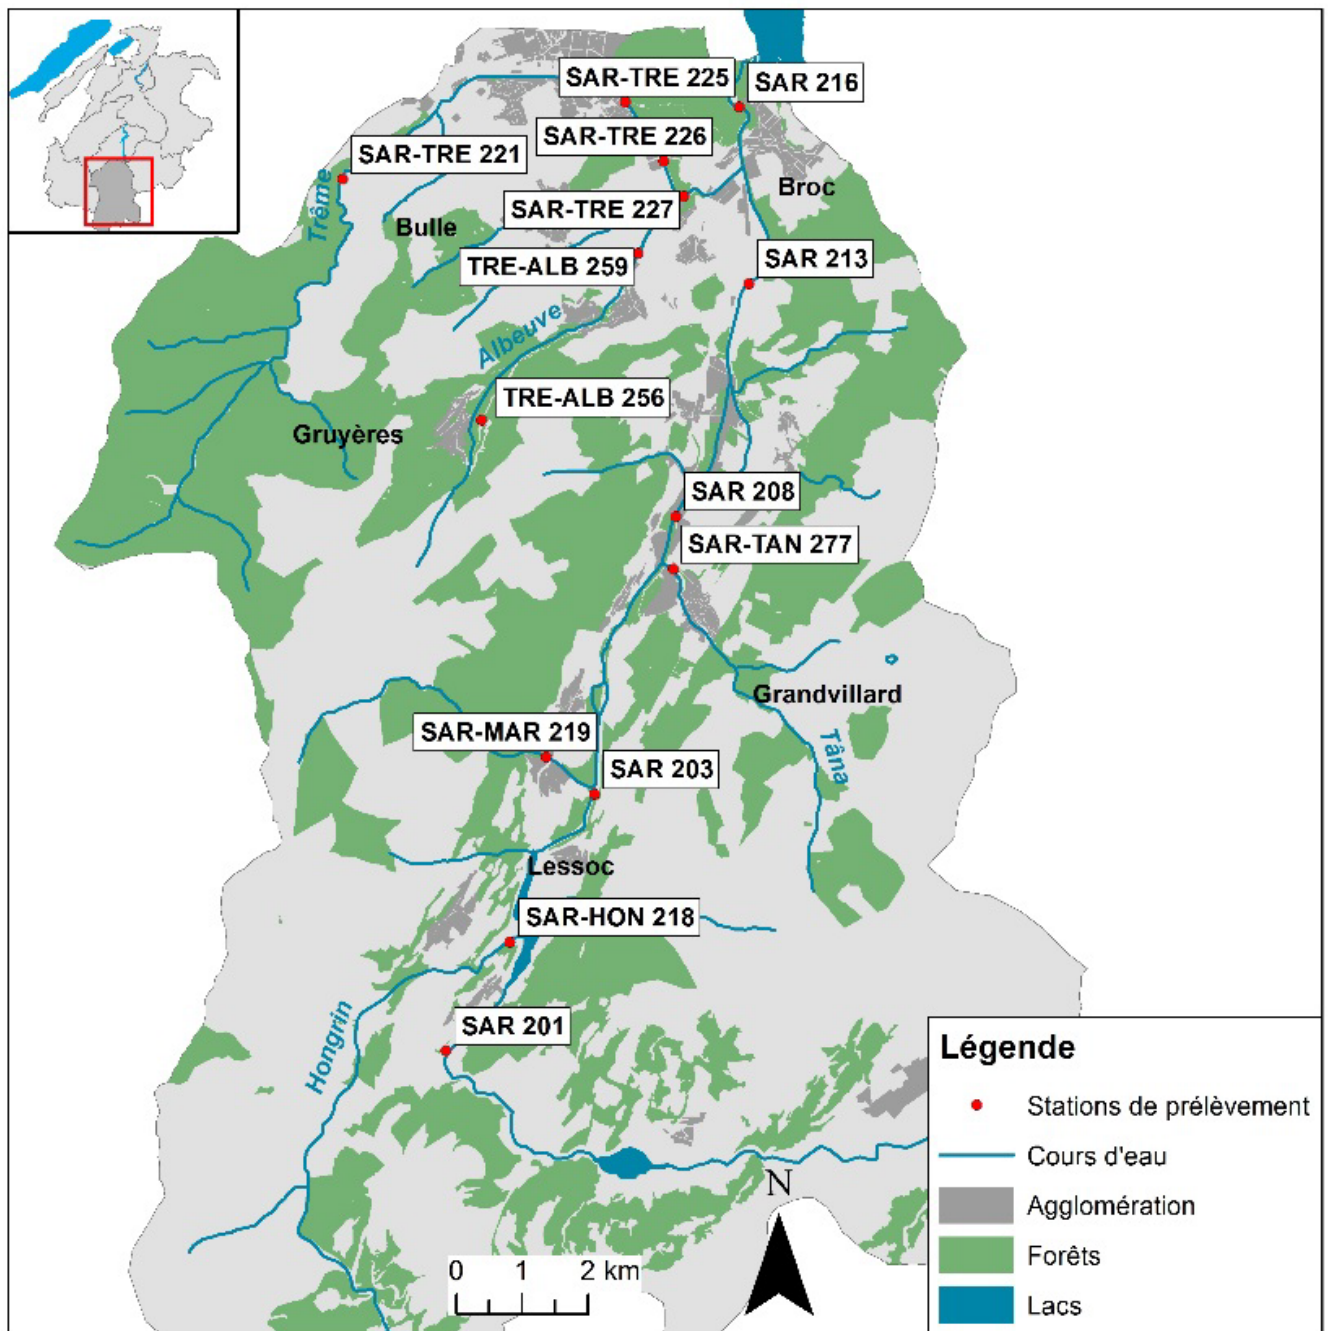 SAR-TRE 225
SAR 216
SAR-TRE 226
SAR-TRE 221
Broc
Trême
SAR-TRE 227
Bulle
TRE-ALB 259
SAR 213
Albeuve
TRE-ALB 256
Gruyères
SAR 208
SAR-TAN 277
Grandvillard
SAR-MAR 219
Tâna
SAR 203
Lessoc
SAR-HON 218
SAR 201
Hongrin
Légende
Stations de prélèvement
Cours d'eau
Agglomération
Forêts
Lacs
N
0 1 2 km